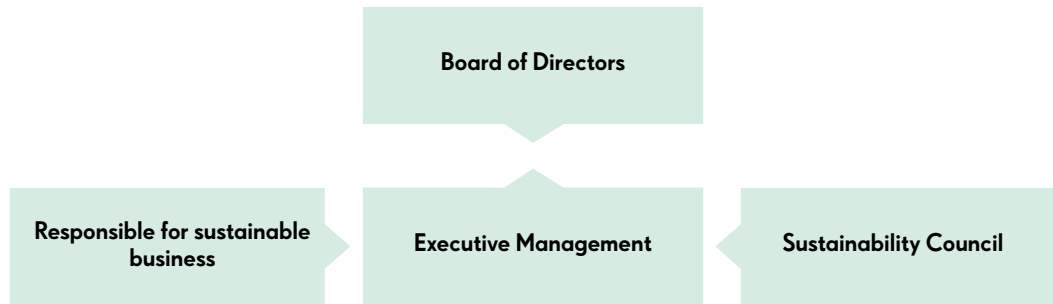 Board of Directors
Responsible for sustainable
business
Executive Management
Sustainability Council